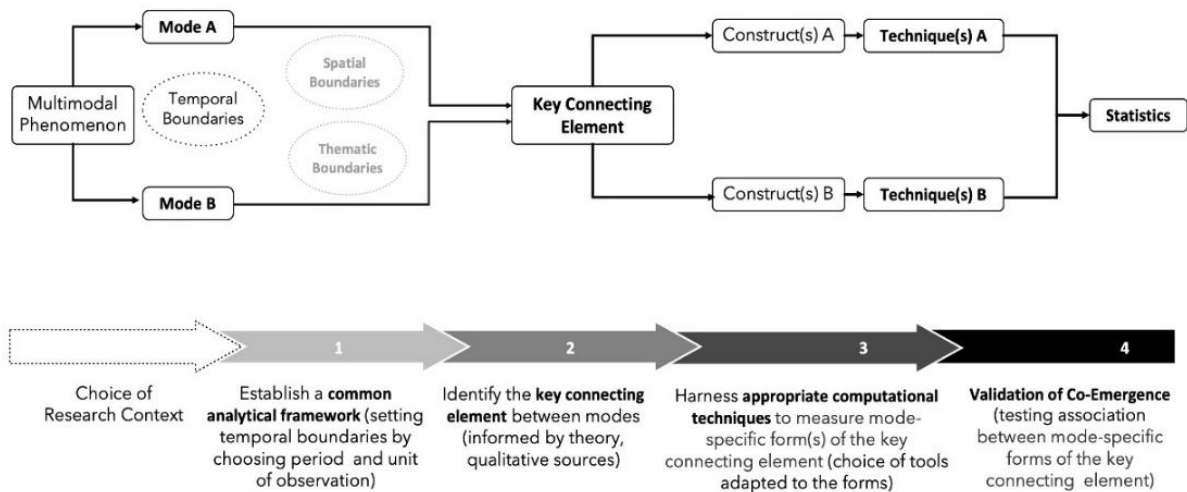 Mode A
Spatial
Boundaries
Multimodal
Phenomenon
Temporal
Boundaries
Thematic
Boundaries
Mode B
Key Connecting
Element
Construct(s) A
Technique(s) A
Construct(s) B
Technique(s) B
Statistics
Choice of
Research Context
1
Establish a common
analytical framework (setting
temporal boundaries by
choosing period and unit
of observation)
2
Identify the key connecting
element between modes
(informed by theory,
qualitative sources)
3
Harness appropriate computational
techniques to measure mode-
specific form(s) of the key
connecting element (choice of tools
adapted to the forms)
4
Validation of Co-Emergence
(testing association
between mode-specific
forms of the key
connecting element)